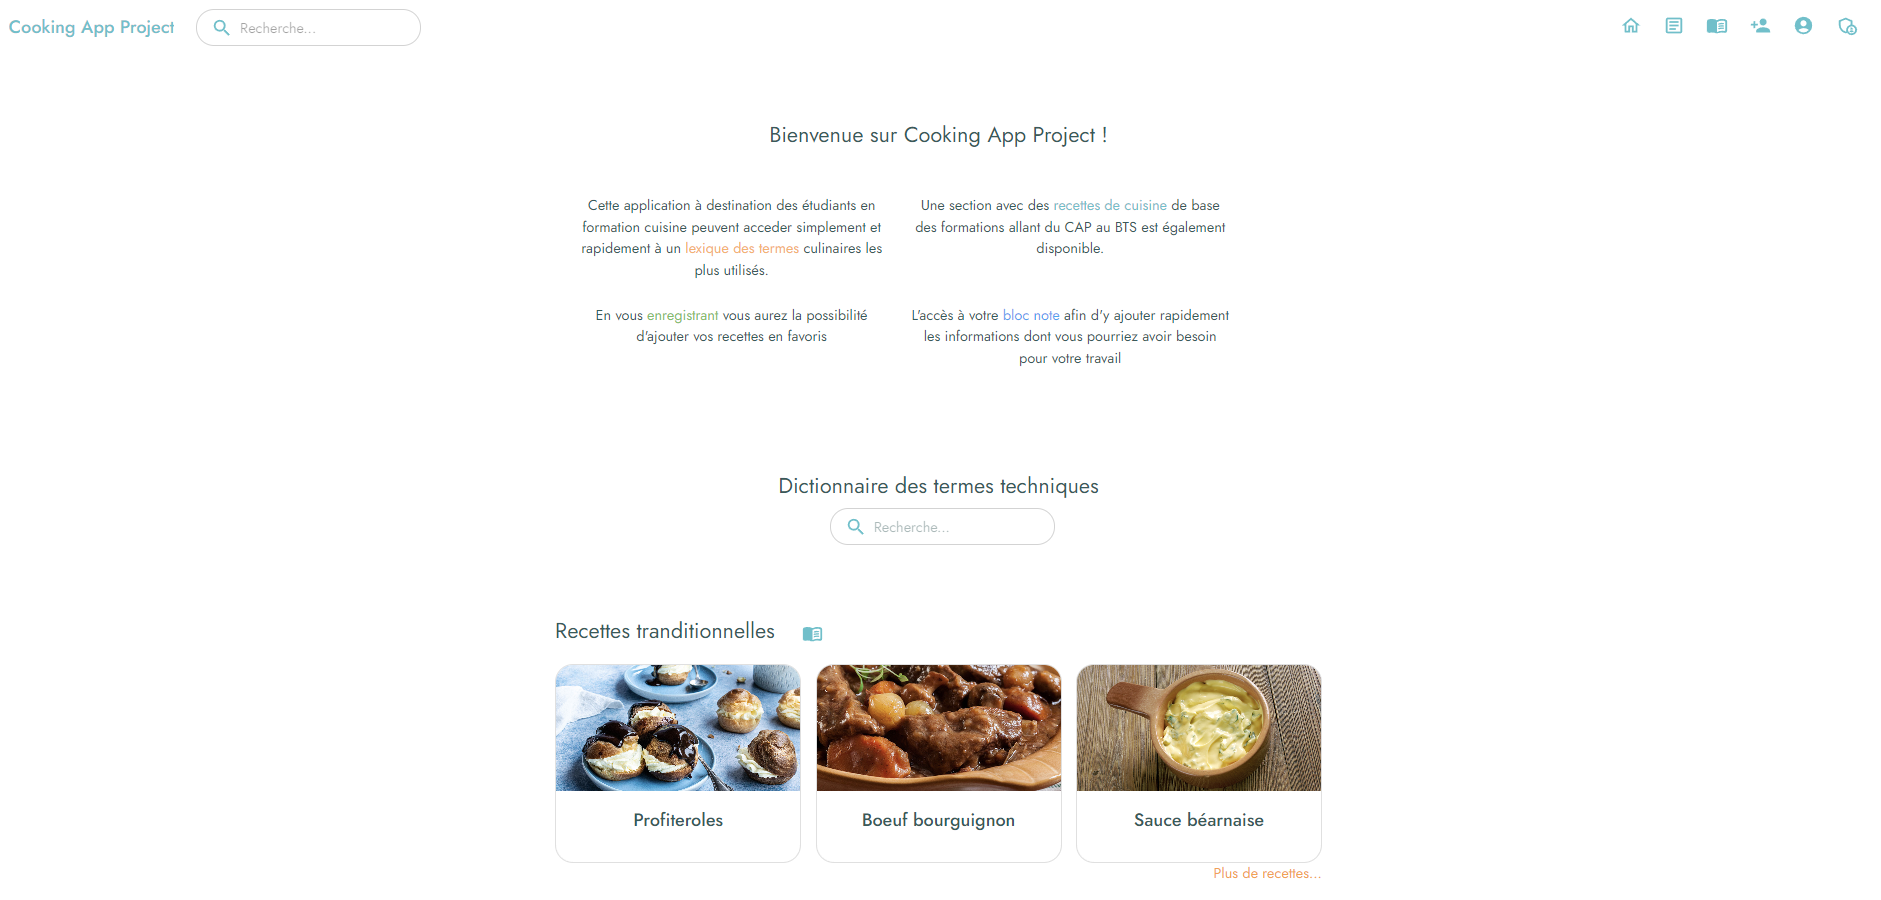 Cooking App Project
Recherche...
Bienvenue sur Cooking App Project !
Cette application à destination des étudiants en
formation cuisine peuvent acceder simplement et
rapidement à un lexique des termes culinaires les
plus utilisés.
Une section avec des recettes de cuisine de base
des formations allant du CAP au BTS est également
disponible.
En vous enregistrant vous aurez la possibilité
d'ajouter vos recettes en favoris
L'accès à votre bloc note afin d'y ajouter rapidement
les informations dont vous pourriez avoir besoin
pour votre travail
Dictionnaire des termes techniques
Recherche...
Recettes tranditionnelles
Profiteroles
Boeuf bourguignon
Sauce béarnaise
Plus de recettes...